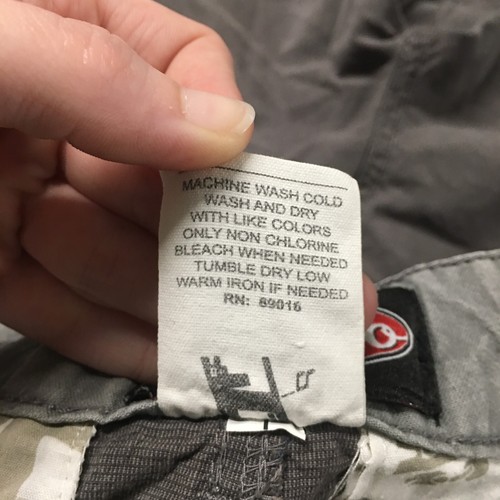 MACHINE WASH COLD
WASH AND DRY
WITH LIKE COLORS
ONLY NON CHLORINE
BLEACH WHEN NEEDED
TUMBLE DRY LOW
WARM IRON IF NEEDED
RN: 89016